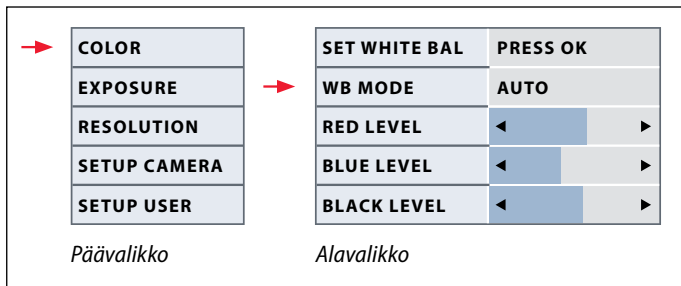 COLOR
EXPOSURE
RESOLUTION
SETUP CAMERA
SETUP USER
Päävalikko
SET WHITE BAL PRESS OK
WB MODE AUTO
RED LEVEL
BLUE LEVEL
BLACK LEVEL
Alavalikko